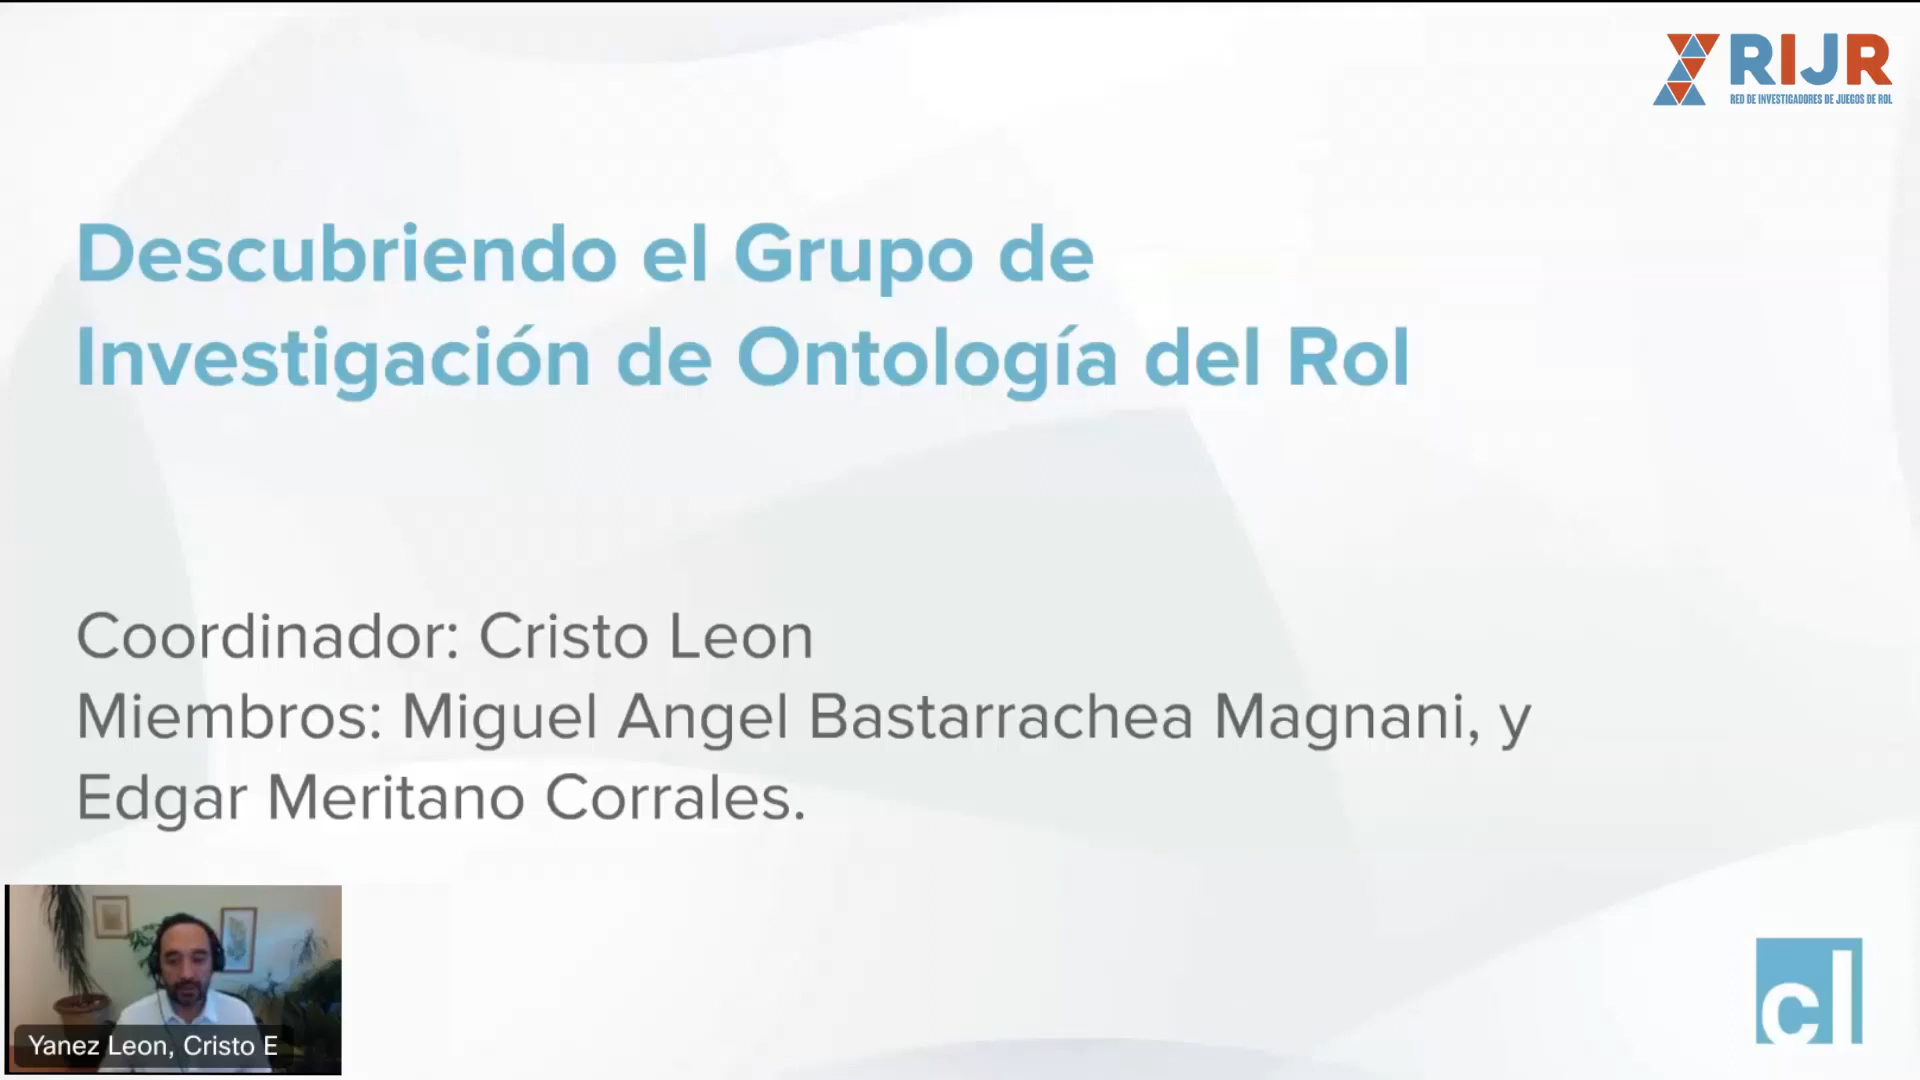 RIJR
RED DE INVESTIGADORES DE JUEGOS DE ROL
Descubriendo el Grupo de
Investigación de Ontología del Rol
Coordinador: Cristo Leon
Miembros: Miguel Angel Bastarrachea Magnani, y
Edgar Meritano Corrales.
Yanez Leon, Cristo E
cl